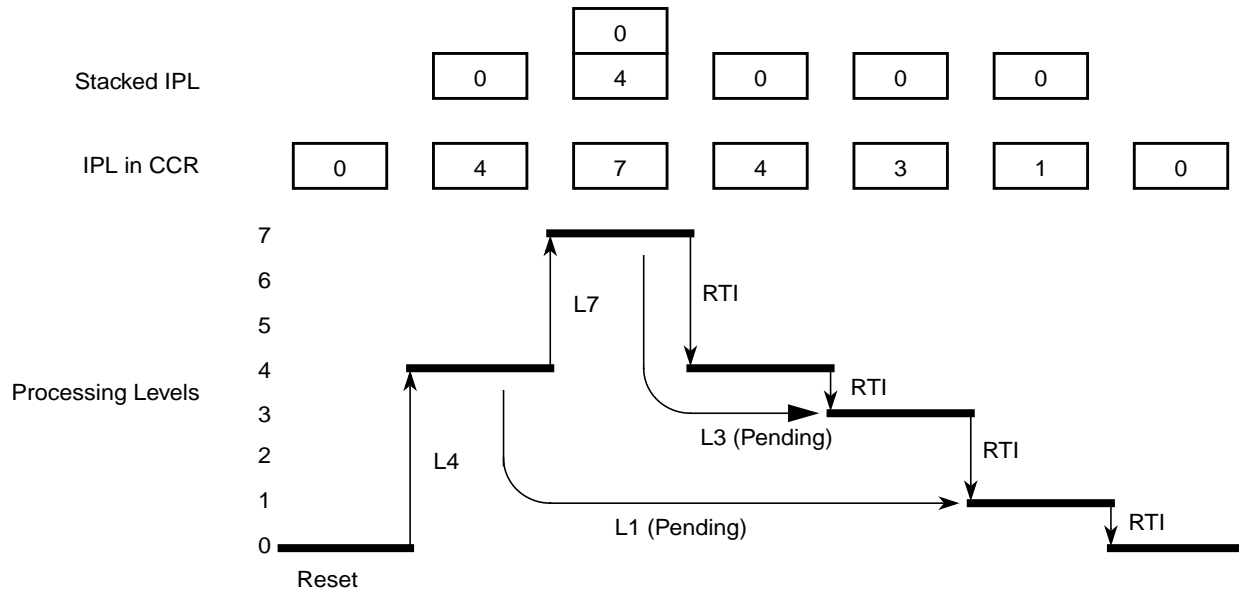 0
Stacked IPL 0 4 0 0 0
IPL in CCR 0 4 7 4 3 1 0
7
6
L7 RTI
5
4
Processing Levels
RTI
3
L3 (Pending)
2
L4
RTI
1
L1 (Pending)
RTI
0
Reset